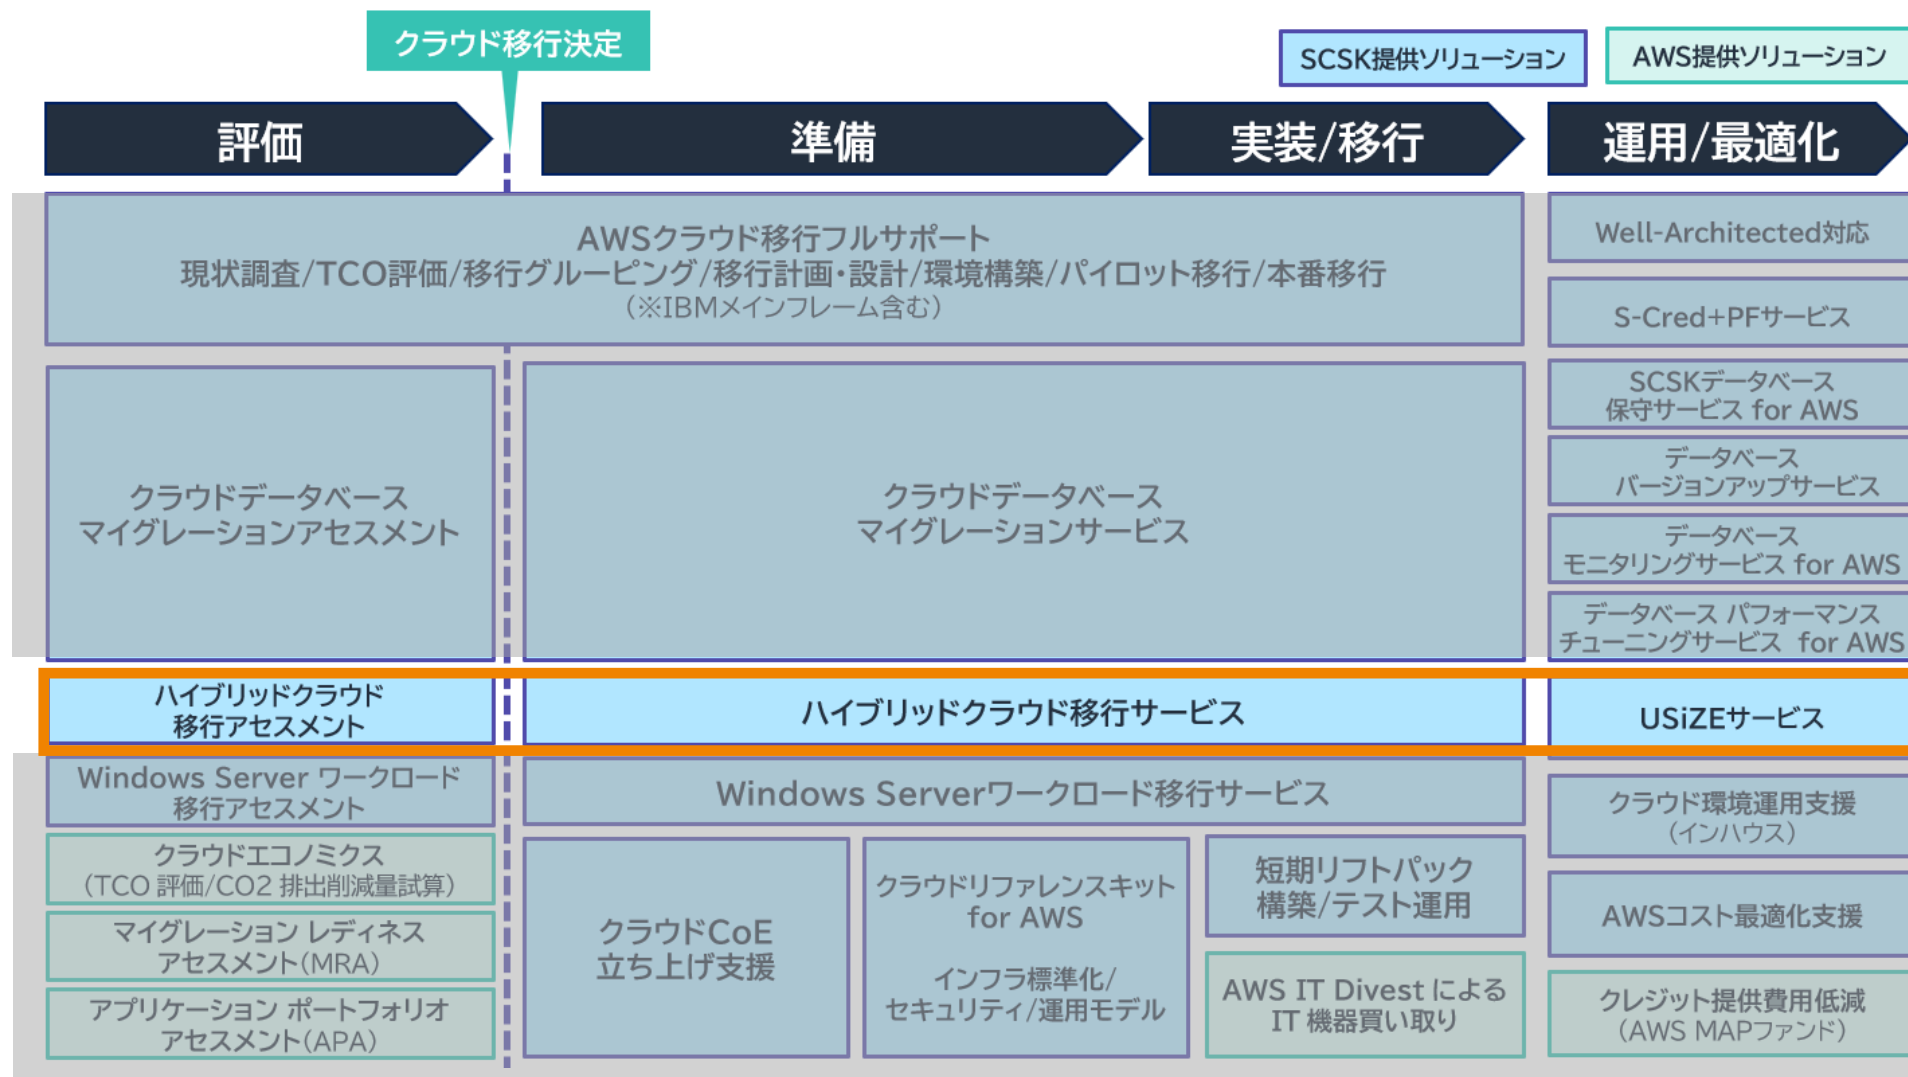 クラウド移行決定
SCSK提供ソリューション
AWS提供ソリューション
評価
準備
実装/移行
運用/最適化
AWSクラウド移行フルサポート
現状調査/TCO評価/移行グルーピング/移行計画・設計/環境構築/パイロット移行/本番移行
（※IBMメインフレーム含む）
クラウドデータベース
マイグレーションアセスメント
クラウドデータベース
マイグレーションサービス
Well-Architected対応
S-Cred+PFサービス
SCSKデータベース
保守サービス for AWS
データベース
バージョンアップサービス
データベース
モニタリングサービス for AWS
データベース パフォーマンス
チューニングサービス for AWS
ハイブリッドクラウド
移行アセスメント
ハイブリッドクラウド移行サービス
USiZEサービス
Windows Server ワークロード
移行アセスメント
Windows Serverワークロード移行サービス
クラウドエコノミクス
（TCO 評価/CO2 排出削減量試算）
マイグレーション レディネス
アセスメント（MRA）
アプリケーション ポートフォリオ
アセスメント（APA）
クラウドCoE
立ち上げ支援
クラウドリファレンスキット
for AWS
インフラ標準化/
セキュリティ/運用モデル
短期リフトパック
構築/テスト運用
AWS IT Divest による
IT 機器買い取り
クラウド環境運用支援
（インハウス）
AWSコスト最適化支援
クレジット提供費用低減
（AWS MAPファンド）